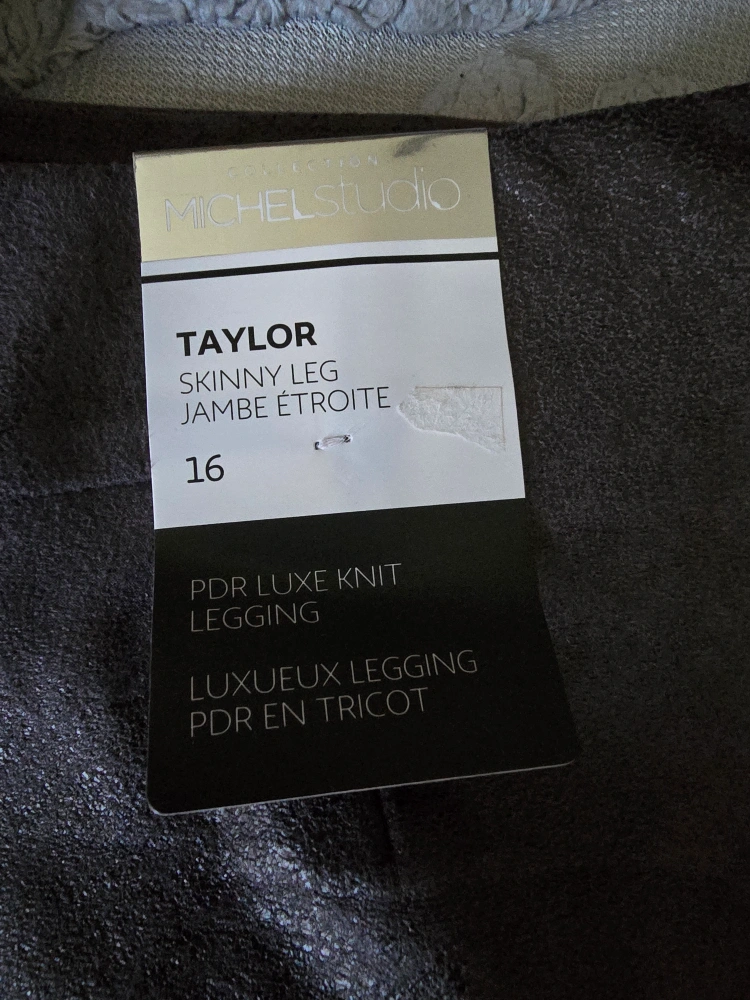 COLLECTION
MICHELstudio
TAYLOR
SKINNY LEG
JAMBE ÉTROITE
16
PDR LUXE KNIT
LEGGING
LUXUEUX LEGGING
PDR EN TRICOT